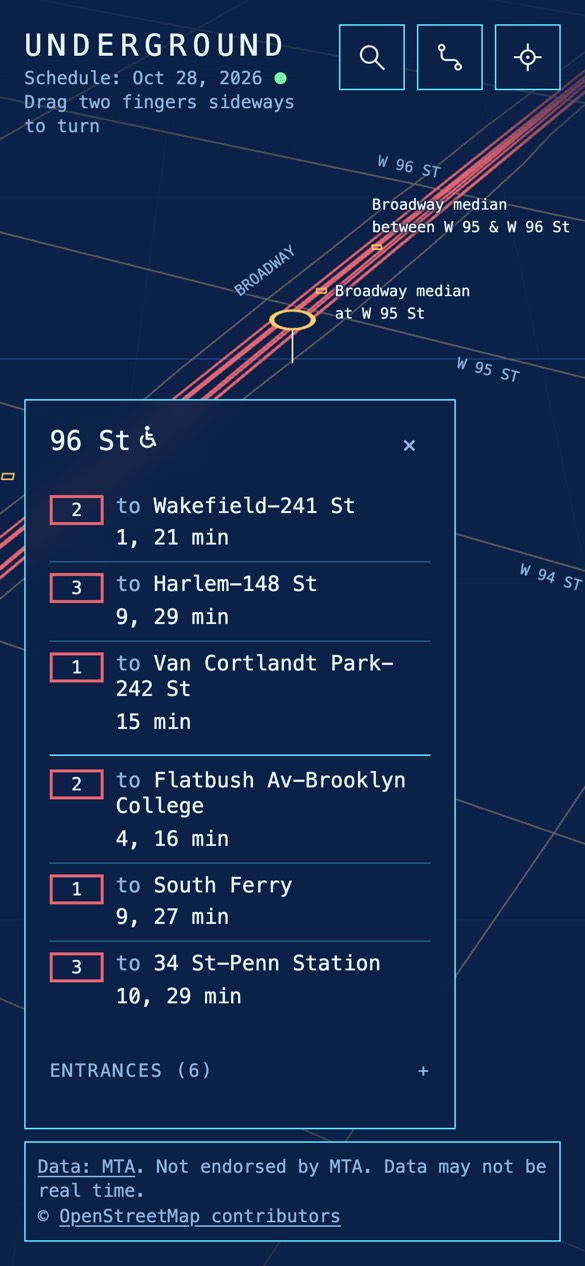 UNDERGROUND
Schedule: Oct 28, 2026
Drag two fingers sideways
to turn
W 96 ST
Broadway median
between W 95 & W 96 St
BROADWAY
Broadway median
at W 95 St
W 95 ST
96 St
×
2 to Wakefield–241 St
1, 21 min
W 94 ST
3 to Harlem–148 St
9, 29 min
1 to Van Cortlandt Park–
242 St
15 min
2 to Flatbush Av–Brooklyn
College
4, 16 min
1 to South Ferry
9, 27 min
3 to 34 St–Penn Station
10, 29 min
ENTRANCES (6) +
Data: MTA. Not endorsed by MTA. Data may not be
real time.
© OpenStreetMap contributors